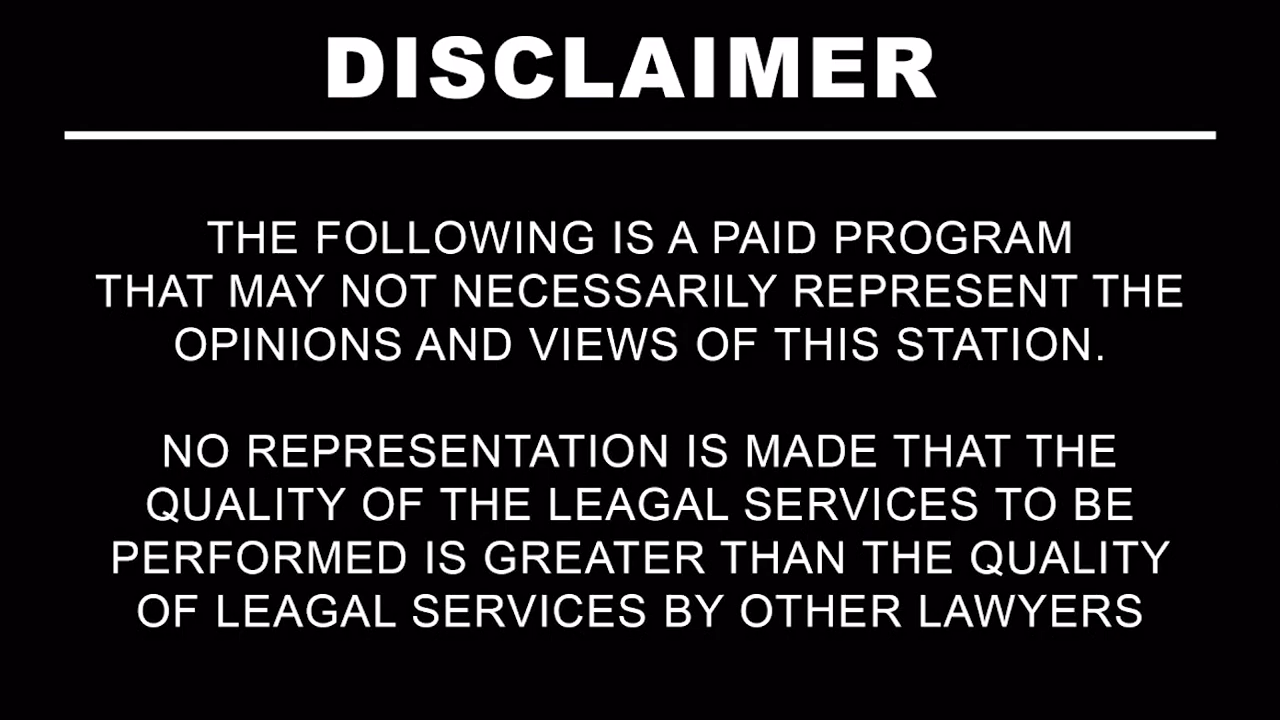 DISCLAIMER
THE FOLLOWING IS A PAID PROGRAM
THAT MAY NOT NECESSARILY REPRESENT THE
OPINIONS AND VIEWS OF THIS STATION.
NO REPRESENTATION IS MADE THAT THE
QUALITY OF THE LEAGAL SERVICES TO BE
PERFORMED IS GREATER THAN THE QUALITY
OF LEAGAL SERVICES BY OTHER LAWYERS